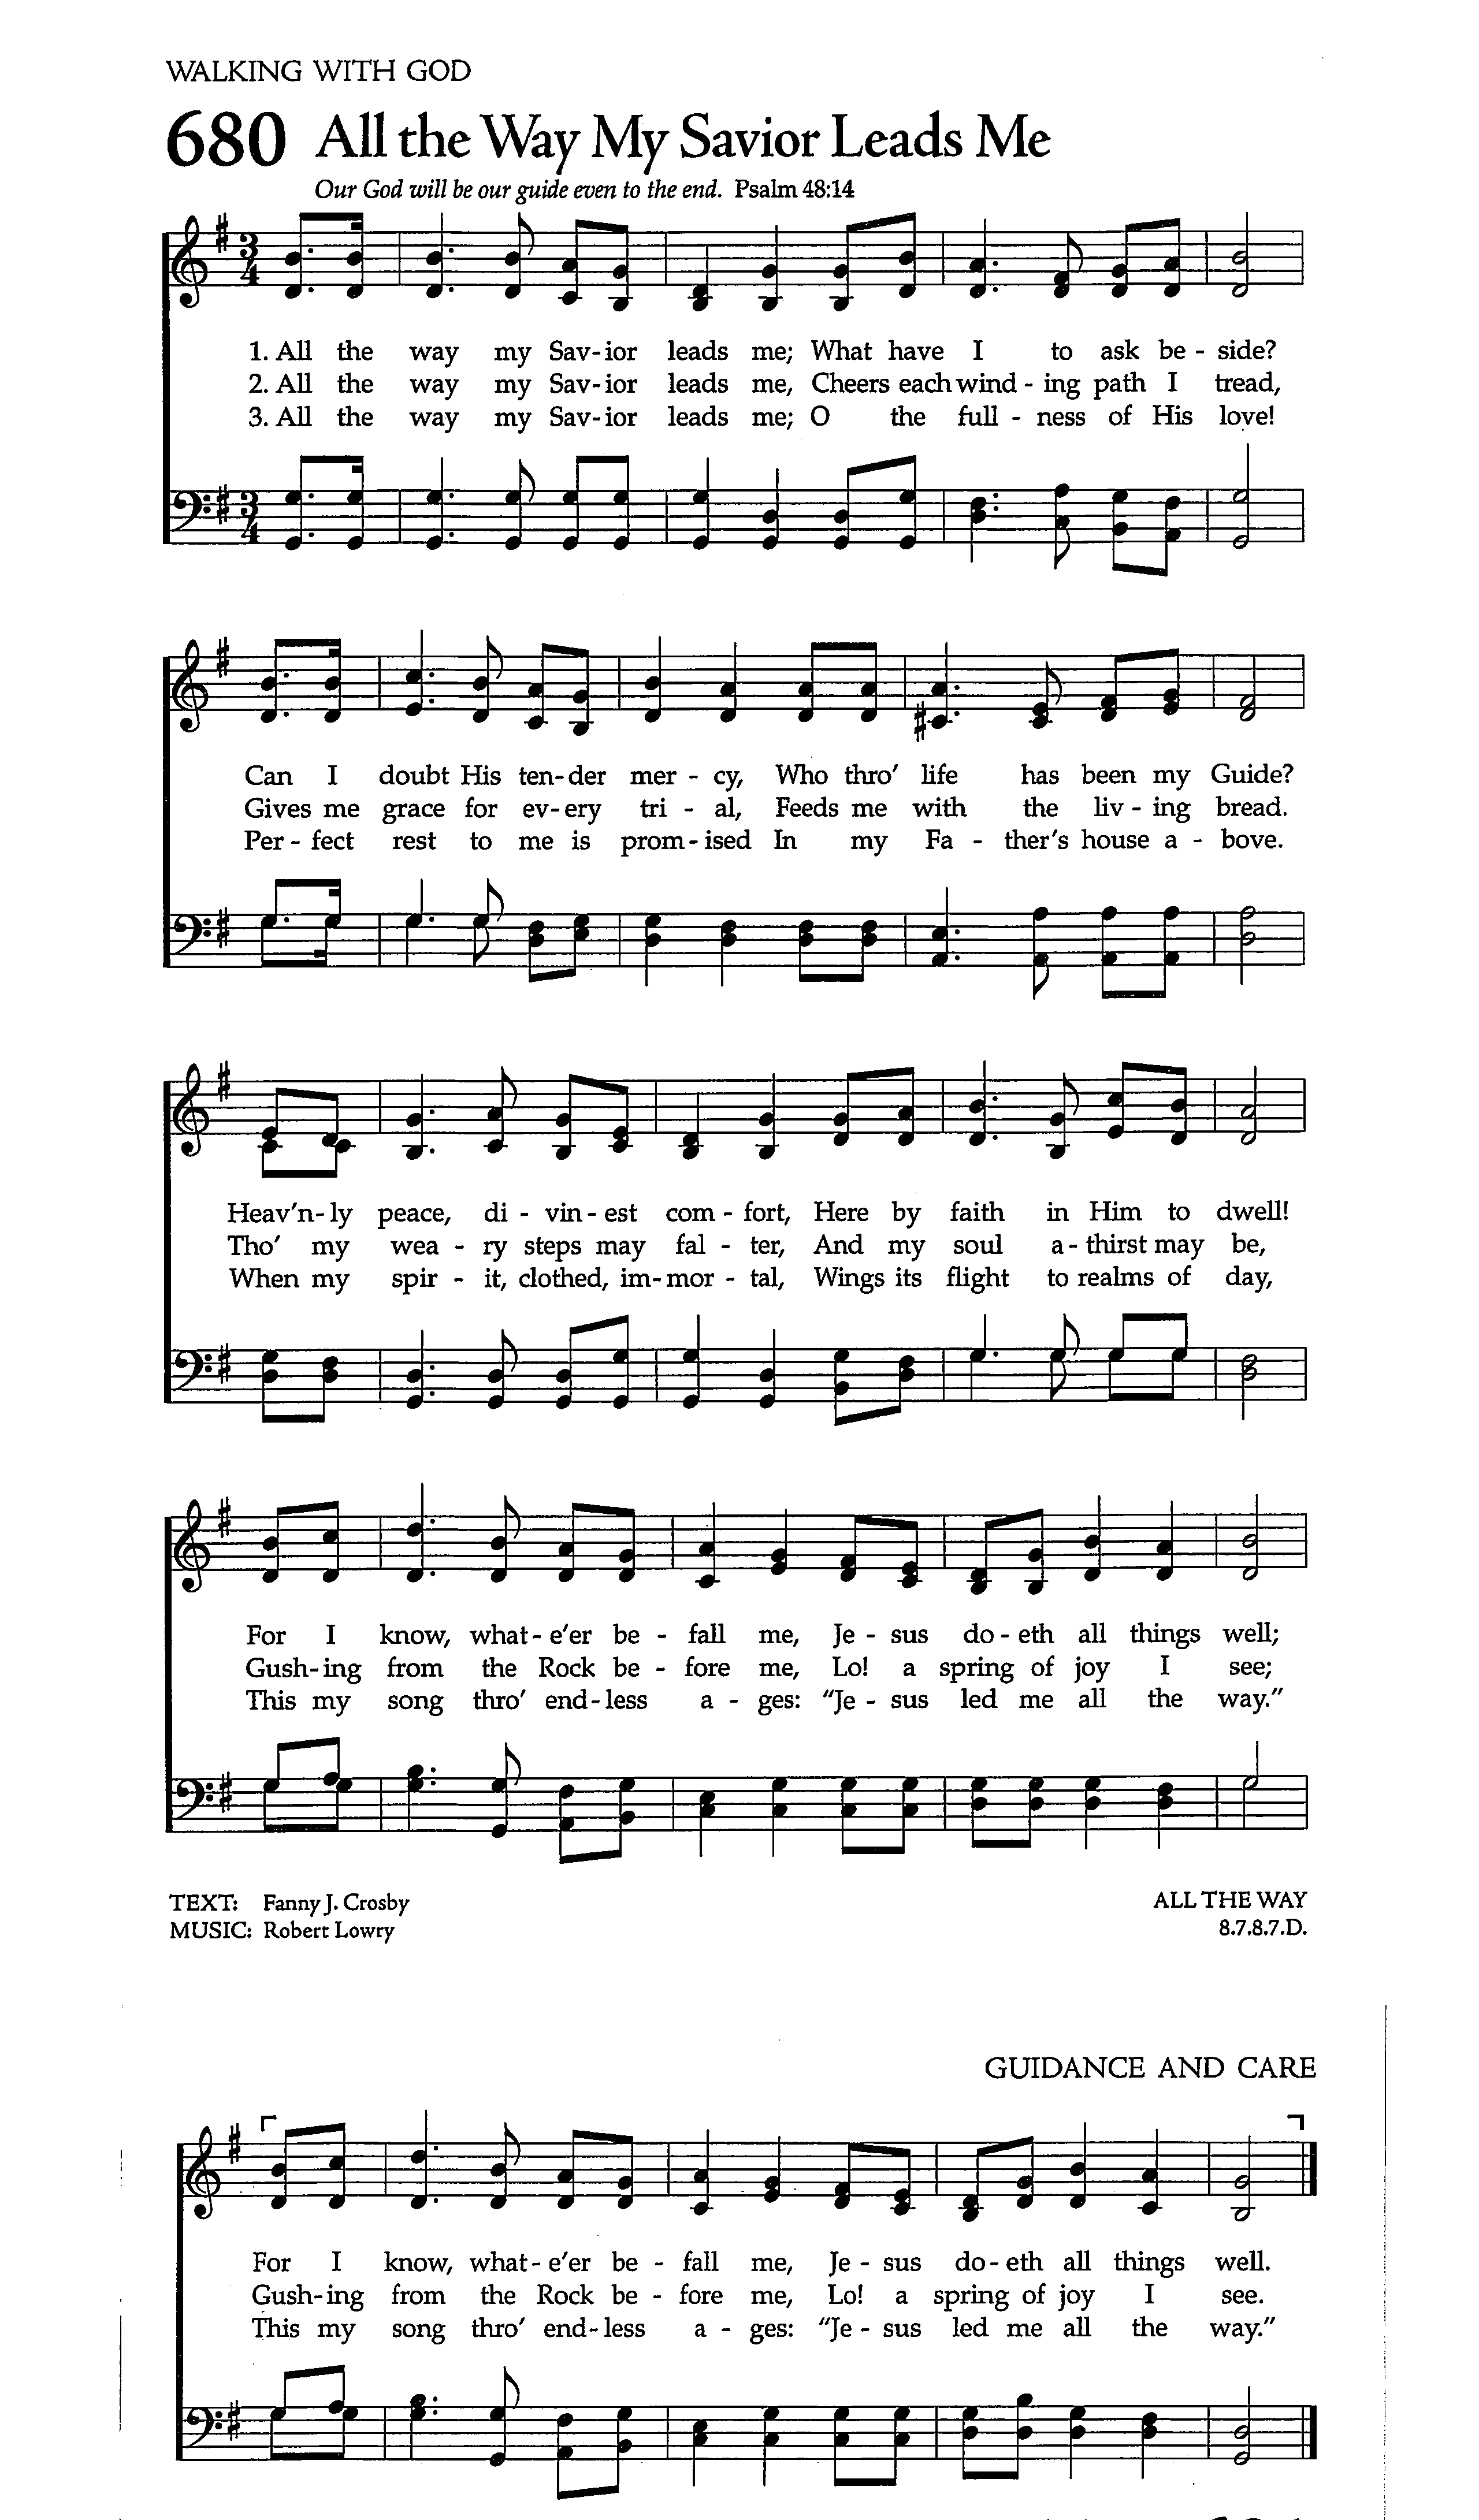 WALKING WITH GOD
680 All the Way My Savior Leads Me
Our God will be our guide even to the end. Psalm 48:14
1. All the way my Sav-ior leads me; What have I to ask be - side?
2. All the way my Sav-ior leads me, Cheers each wind - ing path I tread,
3. All the way my Sav-ior leads me; O the full - ness of His love!
Can I doubt His ten-der mer - cy, Who thro' life has been my Guide?
Gives me grace for ev-ery tri - al, Feeds me with the liv - ing bread.
Per - fect rest to me is prom-ised In my Fa - ther's house a - bove.
Heav'n-ly peace, di - vin-est com - fort, Here by faith in Him to dwell!
Tho' my wea - ry steps may fal - ter, And my soul a-thirst may be,
When my spir - it, clothed, im-mor - tal, Wings its flight to realms of day,
For I know, what-e'er be - fall me, Je - sus do-eth all things well;
Gush-ing from the Rock be - fore me, Lo! a spring of joy I see;
This my song thro' end-less a - ges: "Je - sus led me all the way."
TEXT: Fanny J. Crosby
MUSIC: Robert Lowry
ALL THE WAY
8.7.8.7.D.
GUIDANCE AND CARE
For I know, what-e'er be - fall me, Je - sus do-eth all things well.
Gush-ing from the Rock be - fore me, Lo! a spring of joy I see.
This my song thro' end-less a - ges: "Je - sus led me all the way."